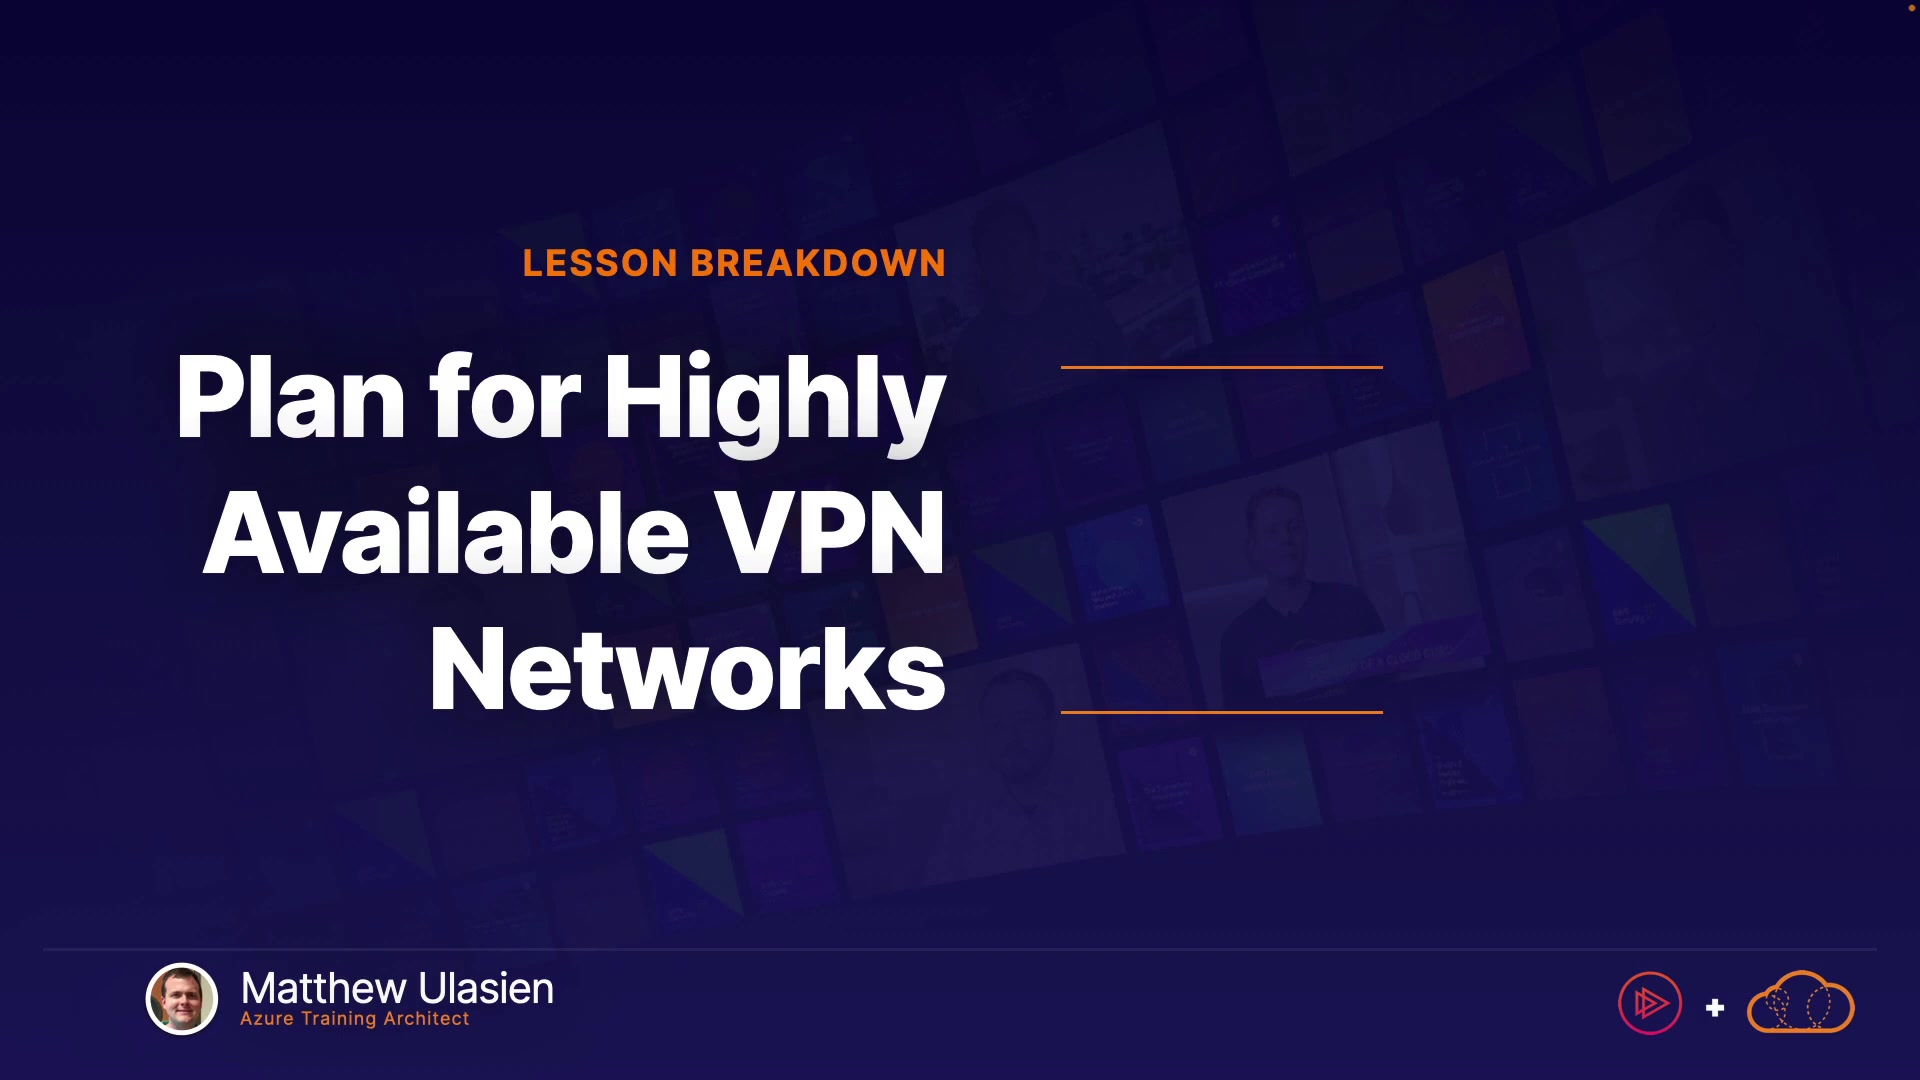 LESSON BREAKDOWN
Plan for Highly
Available VPN
Networks
Matthew Ulasien
Azure Training Architect
+